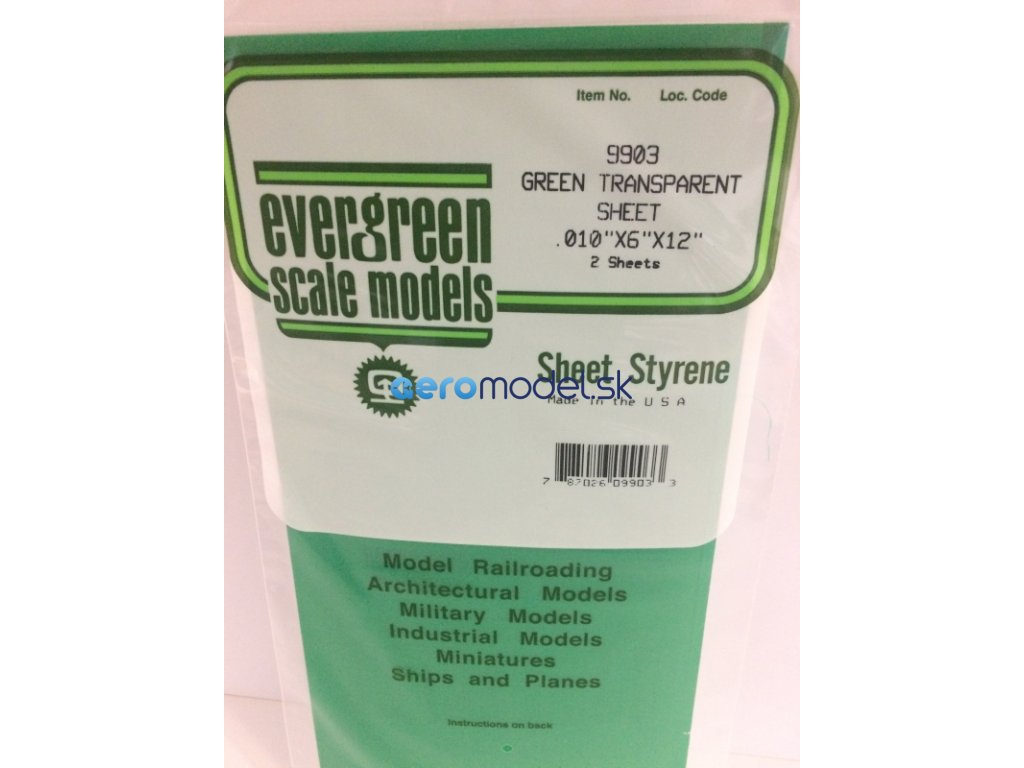 Item No. Loc. Code
9903
GREEN TRANSPARENT
SHEET
.010"X6"X12"
2 Sheets
evergreen
scale models
Sheet Styrene
aeromodel.sk
Made in the U S A
7 87026 09903 3
Model Railroading
Architectural Models
Military Models
Industrial Models
Miniatures
Ships and Planes
Instructions on back